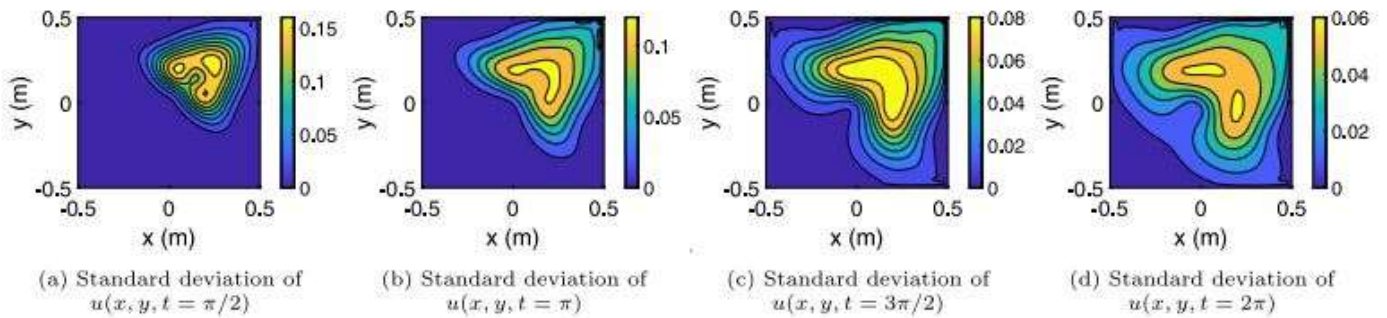 0.5
0
-0.5
y (m)
-0.5
0
0.5
x (m)
0.15
0.1
0.05
0
(a) Standard deviation of
u(x, y, t = π/2)
0.5
0
-0.5
y (m)
-0.5
0
0.5
x (m)
0.1
0.05
0
(b) Standard deviation of
u(x, y, t = π)
0.5
0
-0.5
y (m)
-0.5
0
0.5
x (m)
0.08
0.06
0.04
0.02
0
(c) Standard deviation of
u(x, y, t = 3π/2)
0.5
0
-0.5
y (m)
-0.5
0
0.5
x (m)
0.06
0.04
0.02
0
(d) Standard deviation of
u(x, y, t = 2π)